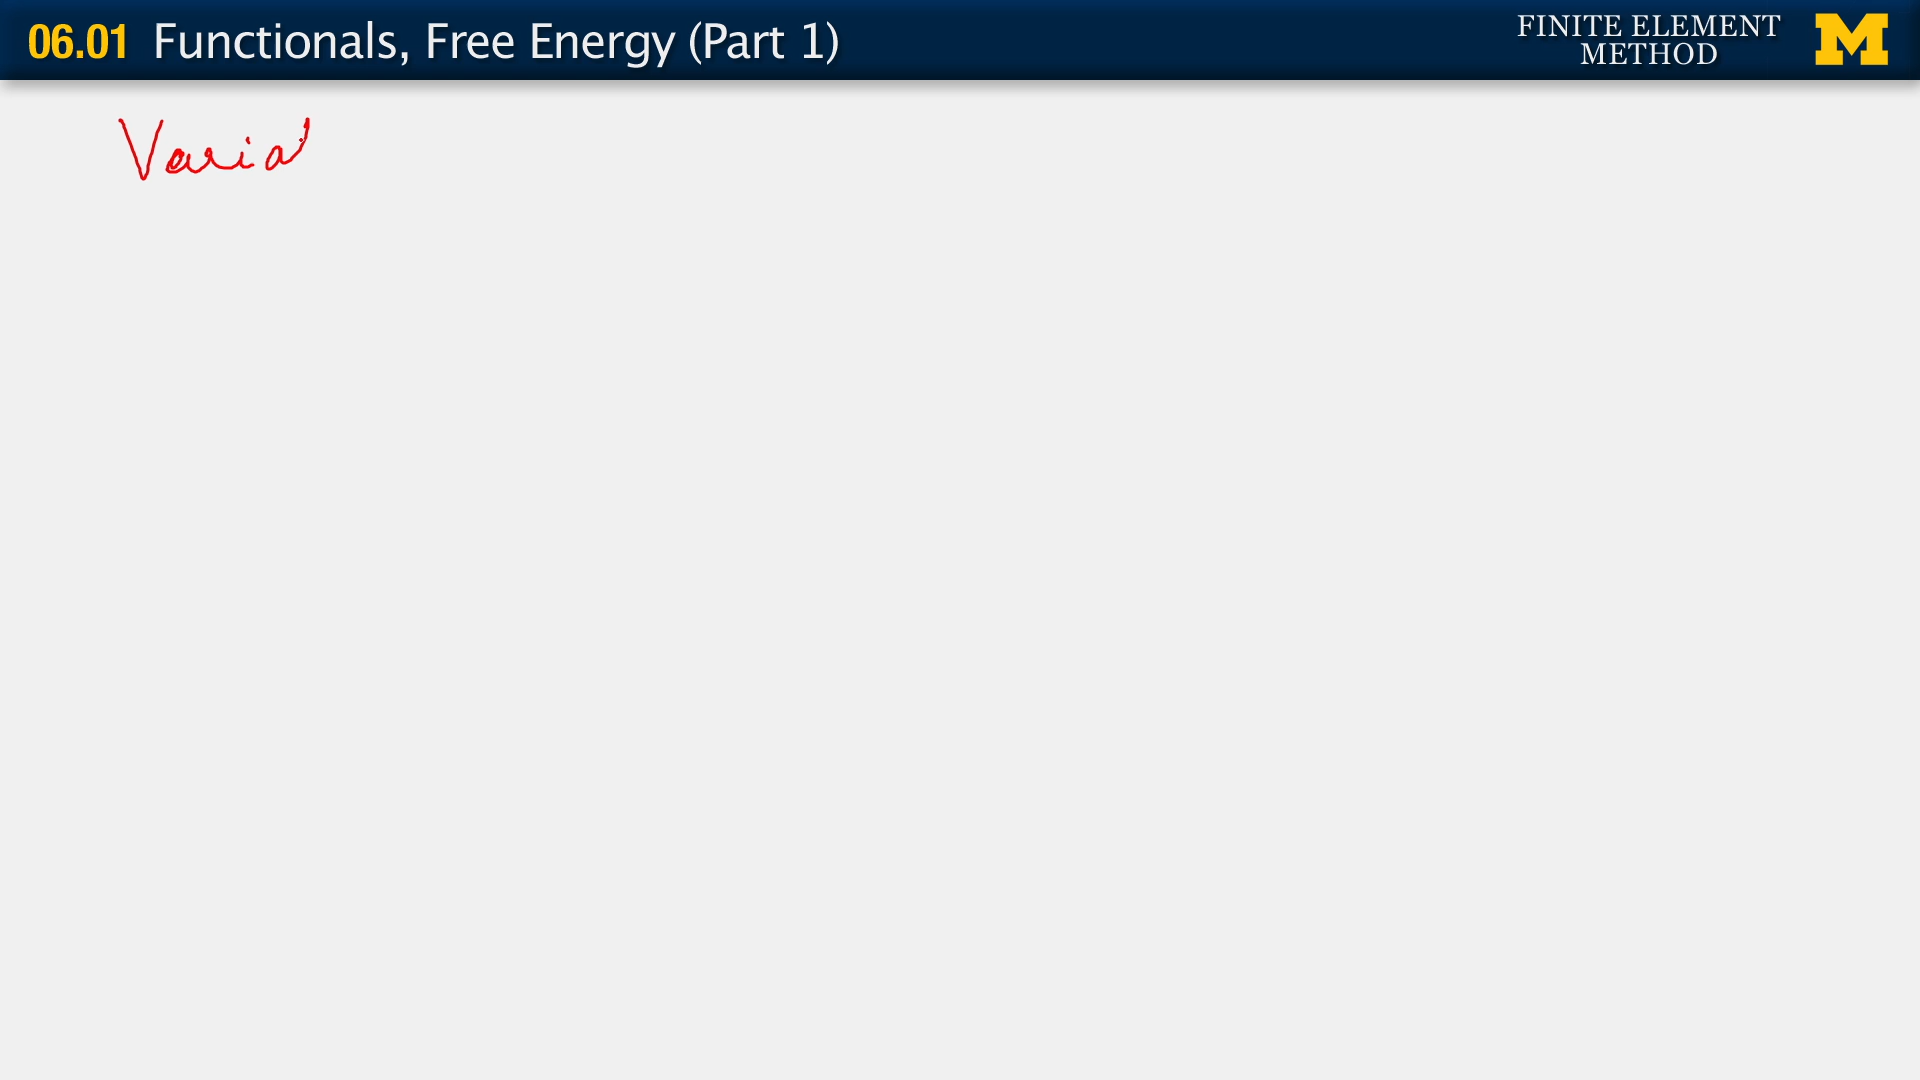 06.01 Functionals, Free Energy (Part 1)
FINITE ELEMENT
METHOD
M
Varia